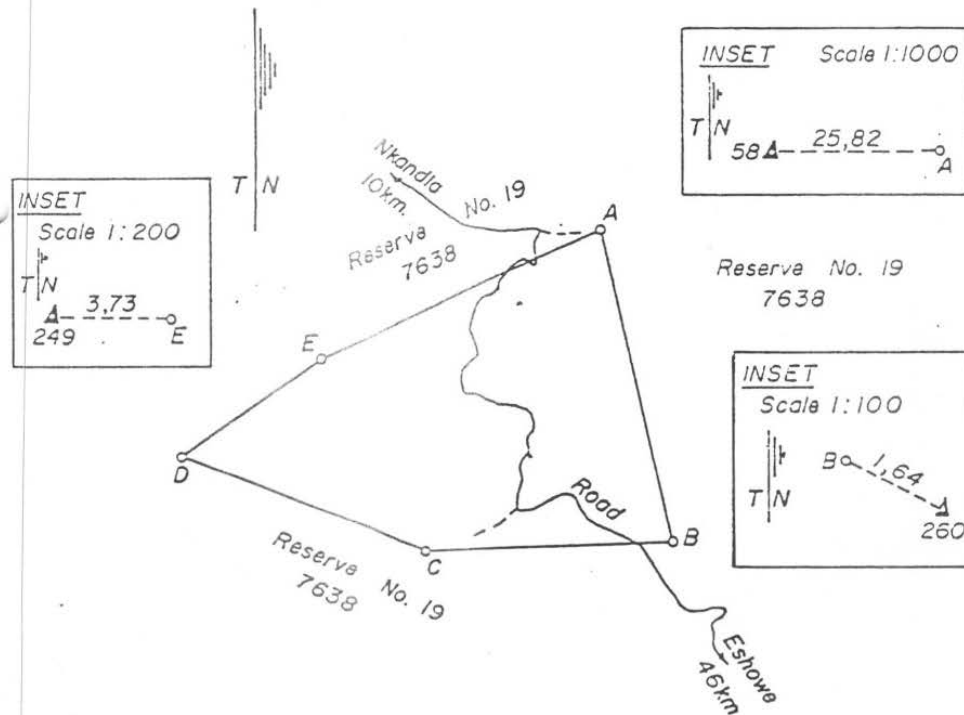 INSET Scale 1:1000
T N
58 25,82 A
T N
INSET
Scale 1:200
T N
3,73
249 E
Nkandla
10km.
No. 19
Reserve
7638
A
Reserve No. 19
7638
E
INSET
Scale 1:100
T N
B 1,64
260
D
Road
B
C
Reserve No. 19
7638
Eshowe
46km